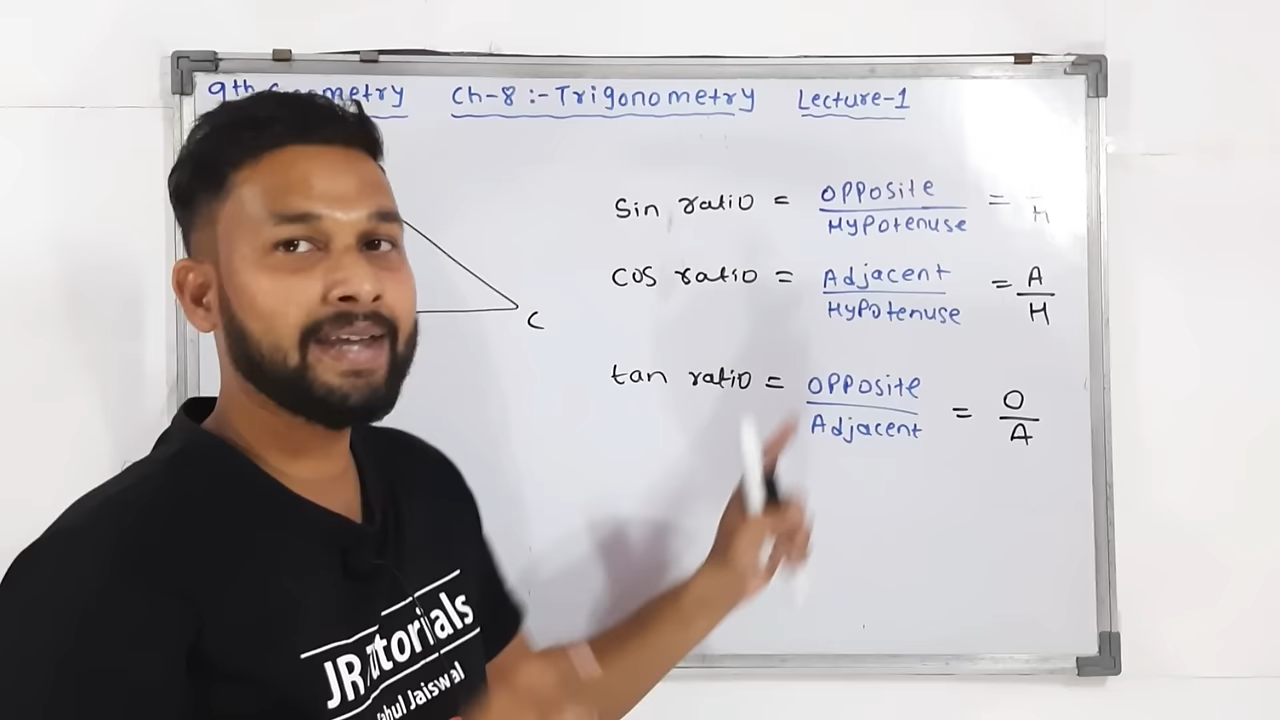 9th Geometry Ch-8 :- Trigonometry Lecture-1
Sin ratio = Opposite / Hypotenuse = / H
Cos ratio = Adjacent / Hypotenuse = A / H
C
tan ratio = Opposite / Adjacent = O / A
JR Tutorials
Jaiswal